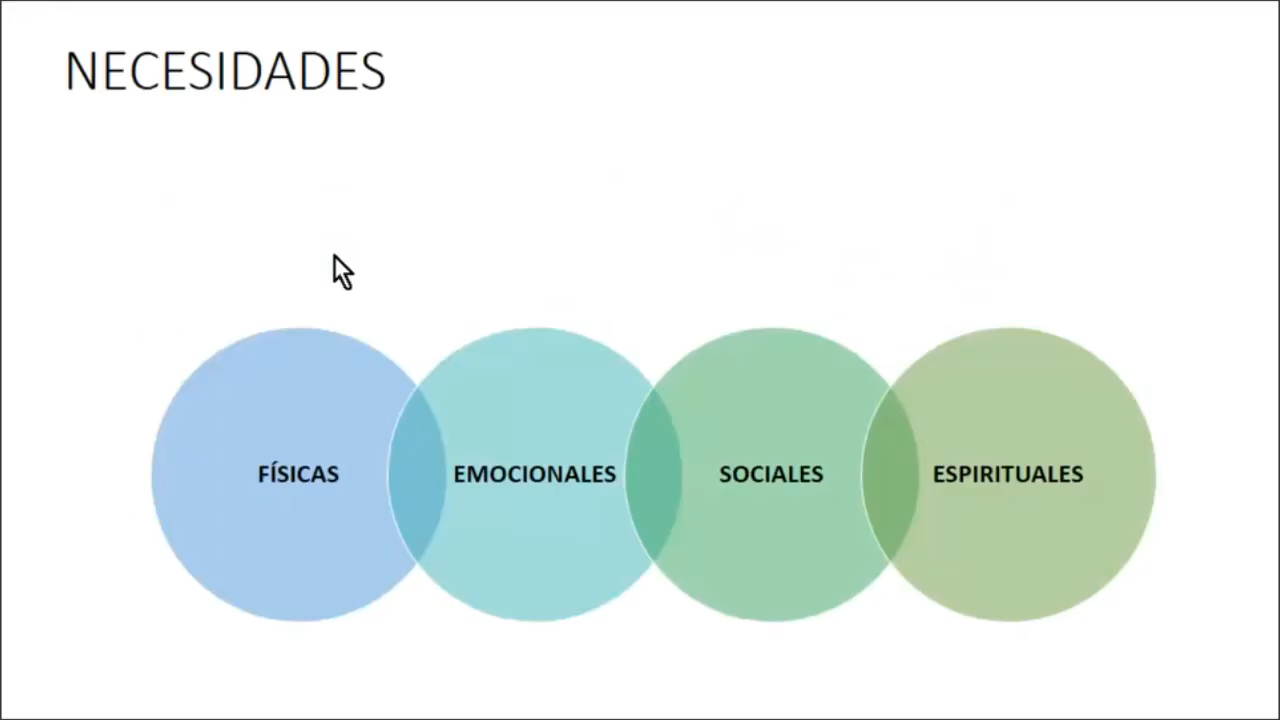 NECESIDADES
FÍSICAS
EMOCIONALES
SOCIALES
ESPIRITUALES